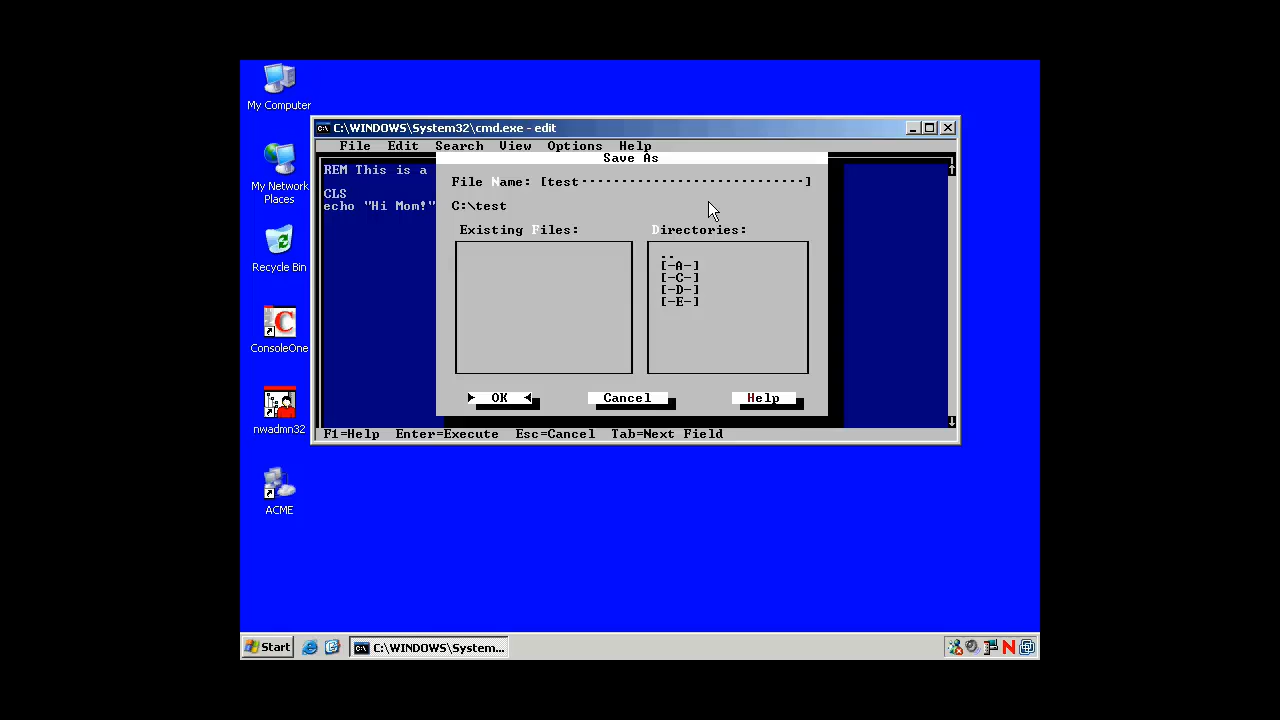 My Computer
My Network
Places
Recycle Bin
ConsoleOne
nwadmn32
ACME
C:\WINDOWS\System32\cmd.exe - edit
File Edit Search View Options Help
REM This is a
CLS
echo "Hi Mom!"
Save As
File Name: [test····························]
C:\test
Existing Files:
Directories:
..
[-A-]
[-C-]
[-D-]
[-E-]
OK Cancel Help
F1=Help Enter=Execute Esc=Cancel Tab=Next Field
Start C:\WINDOWS\System...